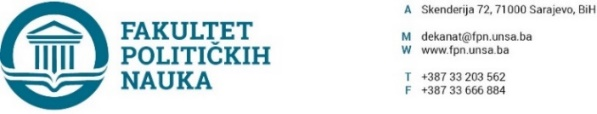 FAKULTET
POLITIČKIH
NAUKA
A Skenderija 72, 71000 Sarajevo, BiH
M dekanat@fpn.unsa.ba
W www.fpn.unsa.ba
T +387 33 203 562
F +387 33 666 884